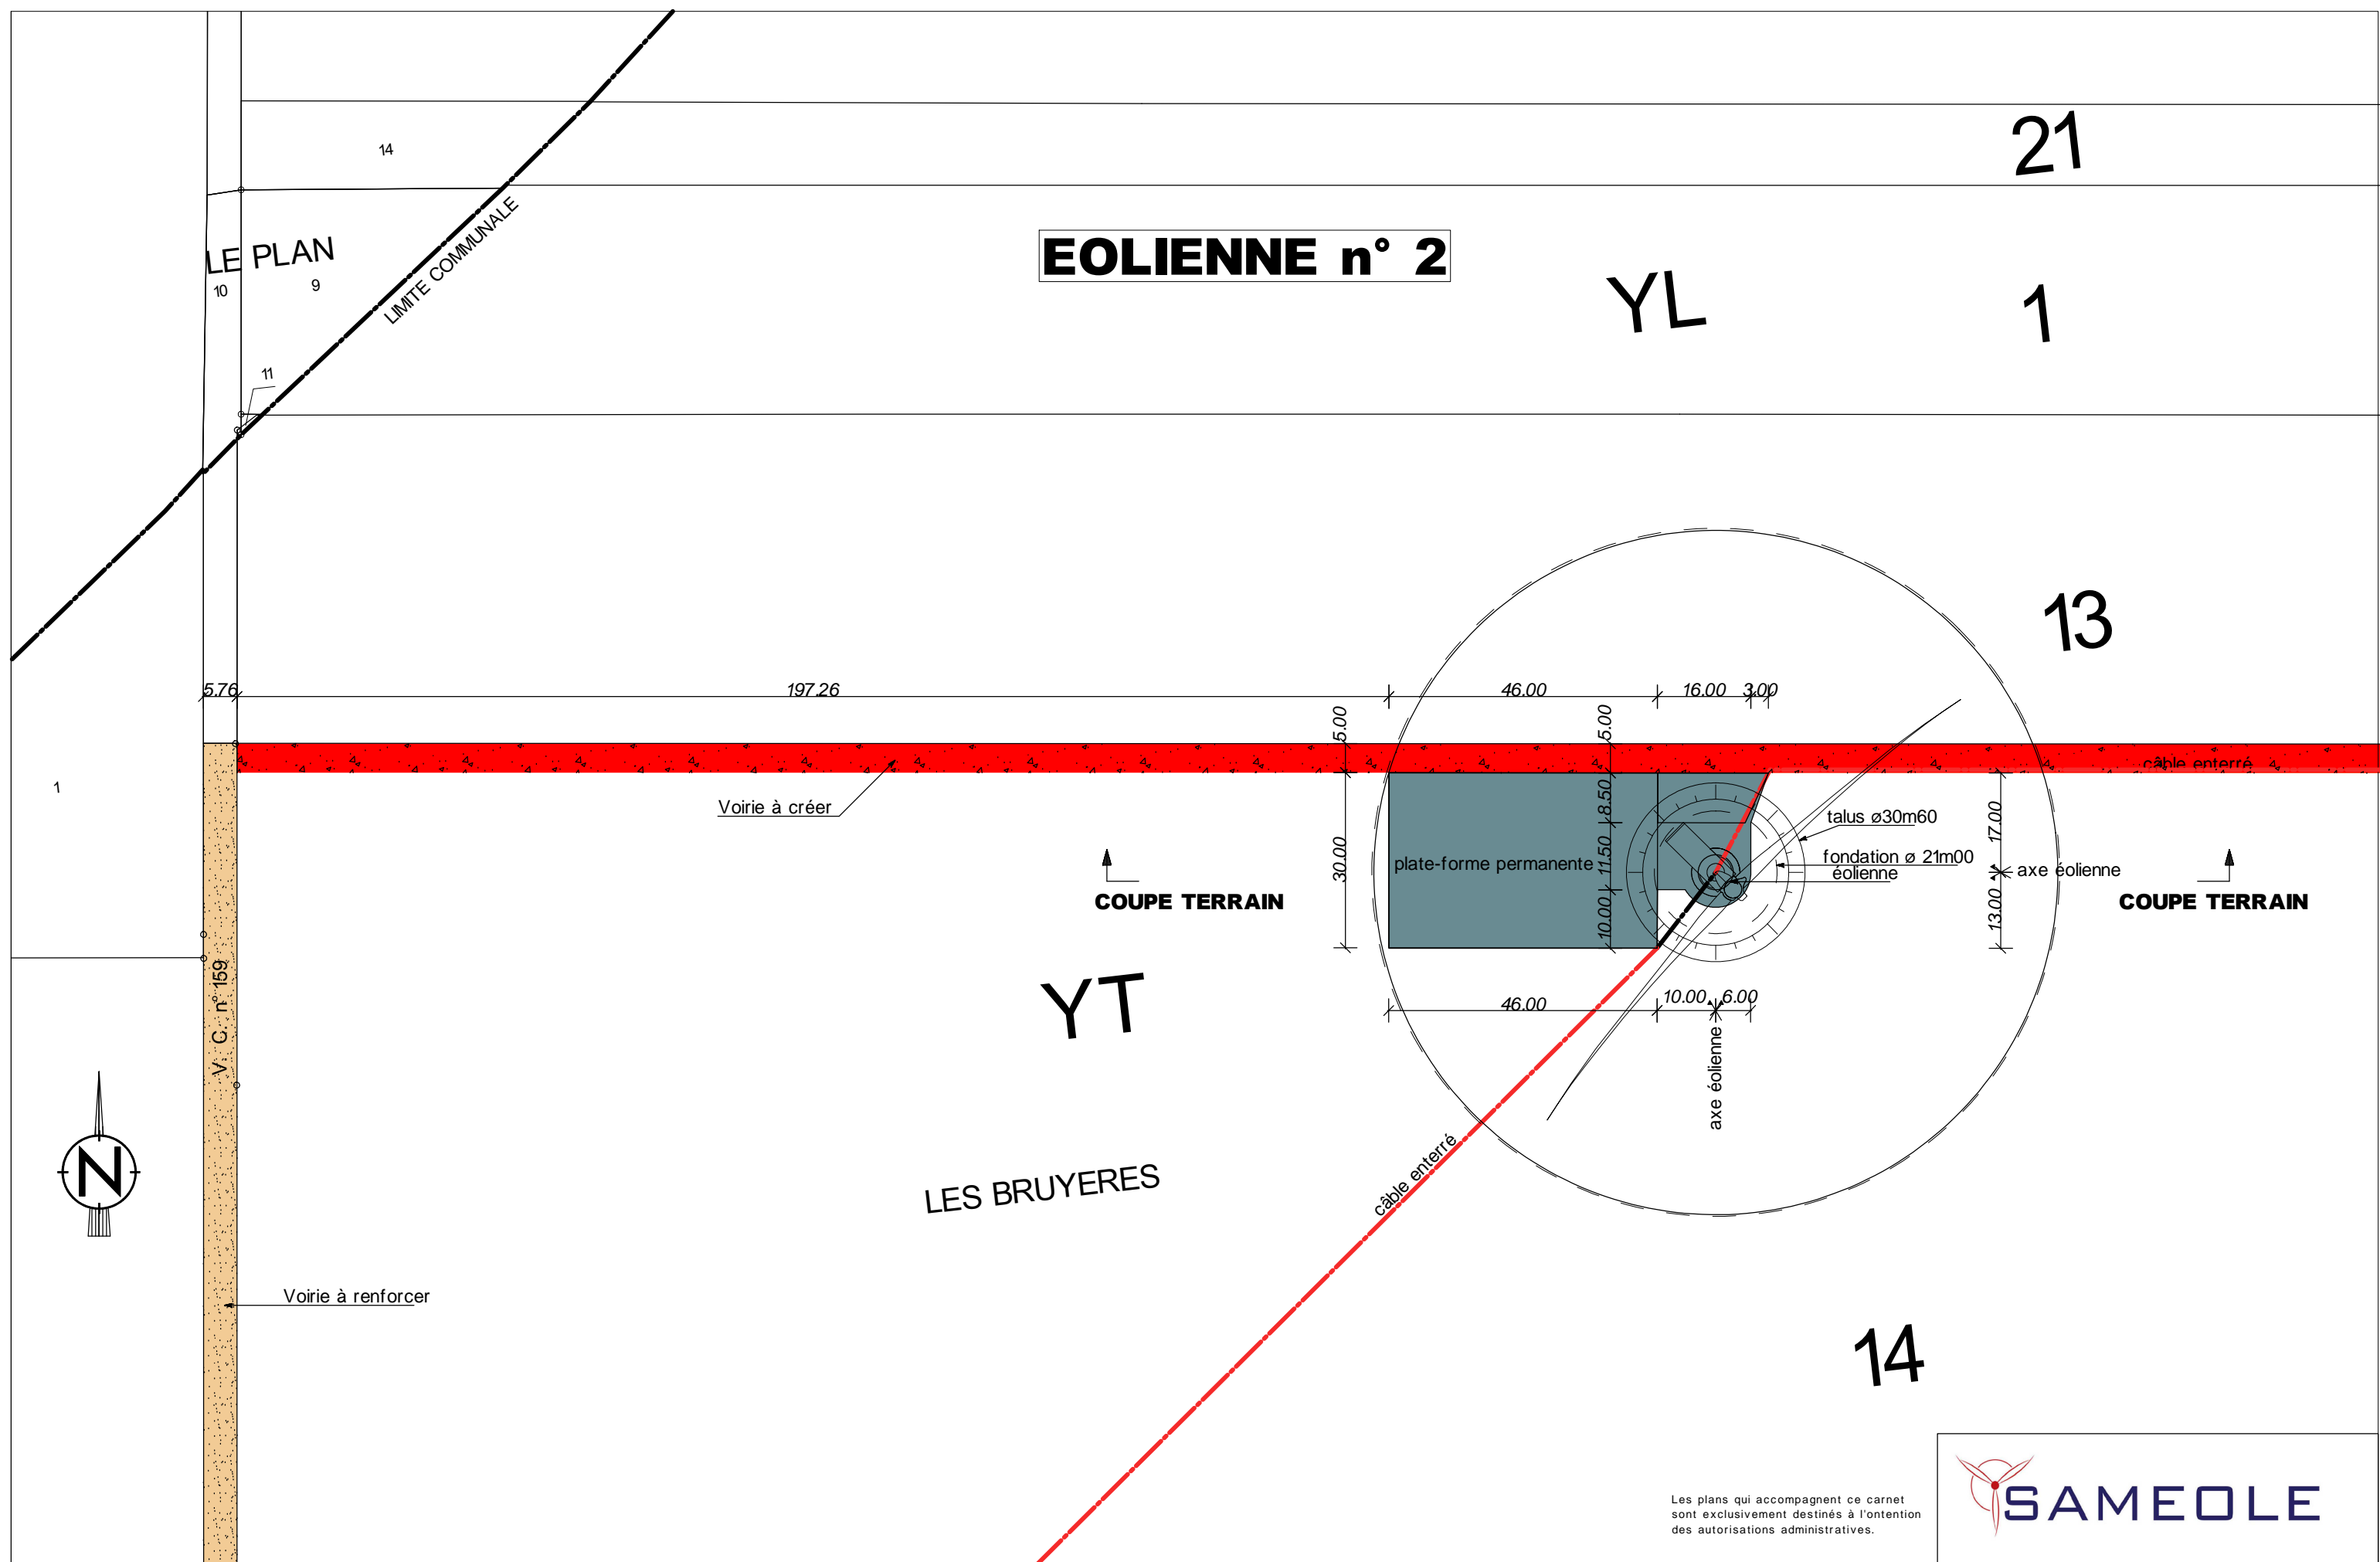 21
14
LE PLAN
10
9
LIMITE COMMUNALE
EOLIENNE n° 2
YL
1
11
13
5.76
197.26
46.00
16.00
3.00
5.00
5.00
câble enterré
1
Voirie à créer
30.00
8.50
11.50
10.00
plate-forme permanente
talus ø30m60
fondation ø 21m00
éolienne
17.00
axe éolienne
13.00
COUPE TERRAIN
COUPE TERRAIN
V. C. n° 159
YT
46.00
10.00
6.00
axe éolienne
N
câble enterré
LES BRUYERES
Voirie à renforcer
14
Les plans qui accompagnent ce carnet
sont exclusivement destinés à l'ontention
des autorisations administratives.
SAMEOLE